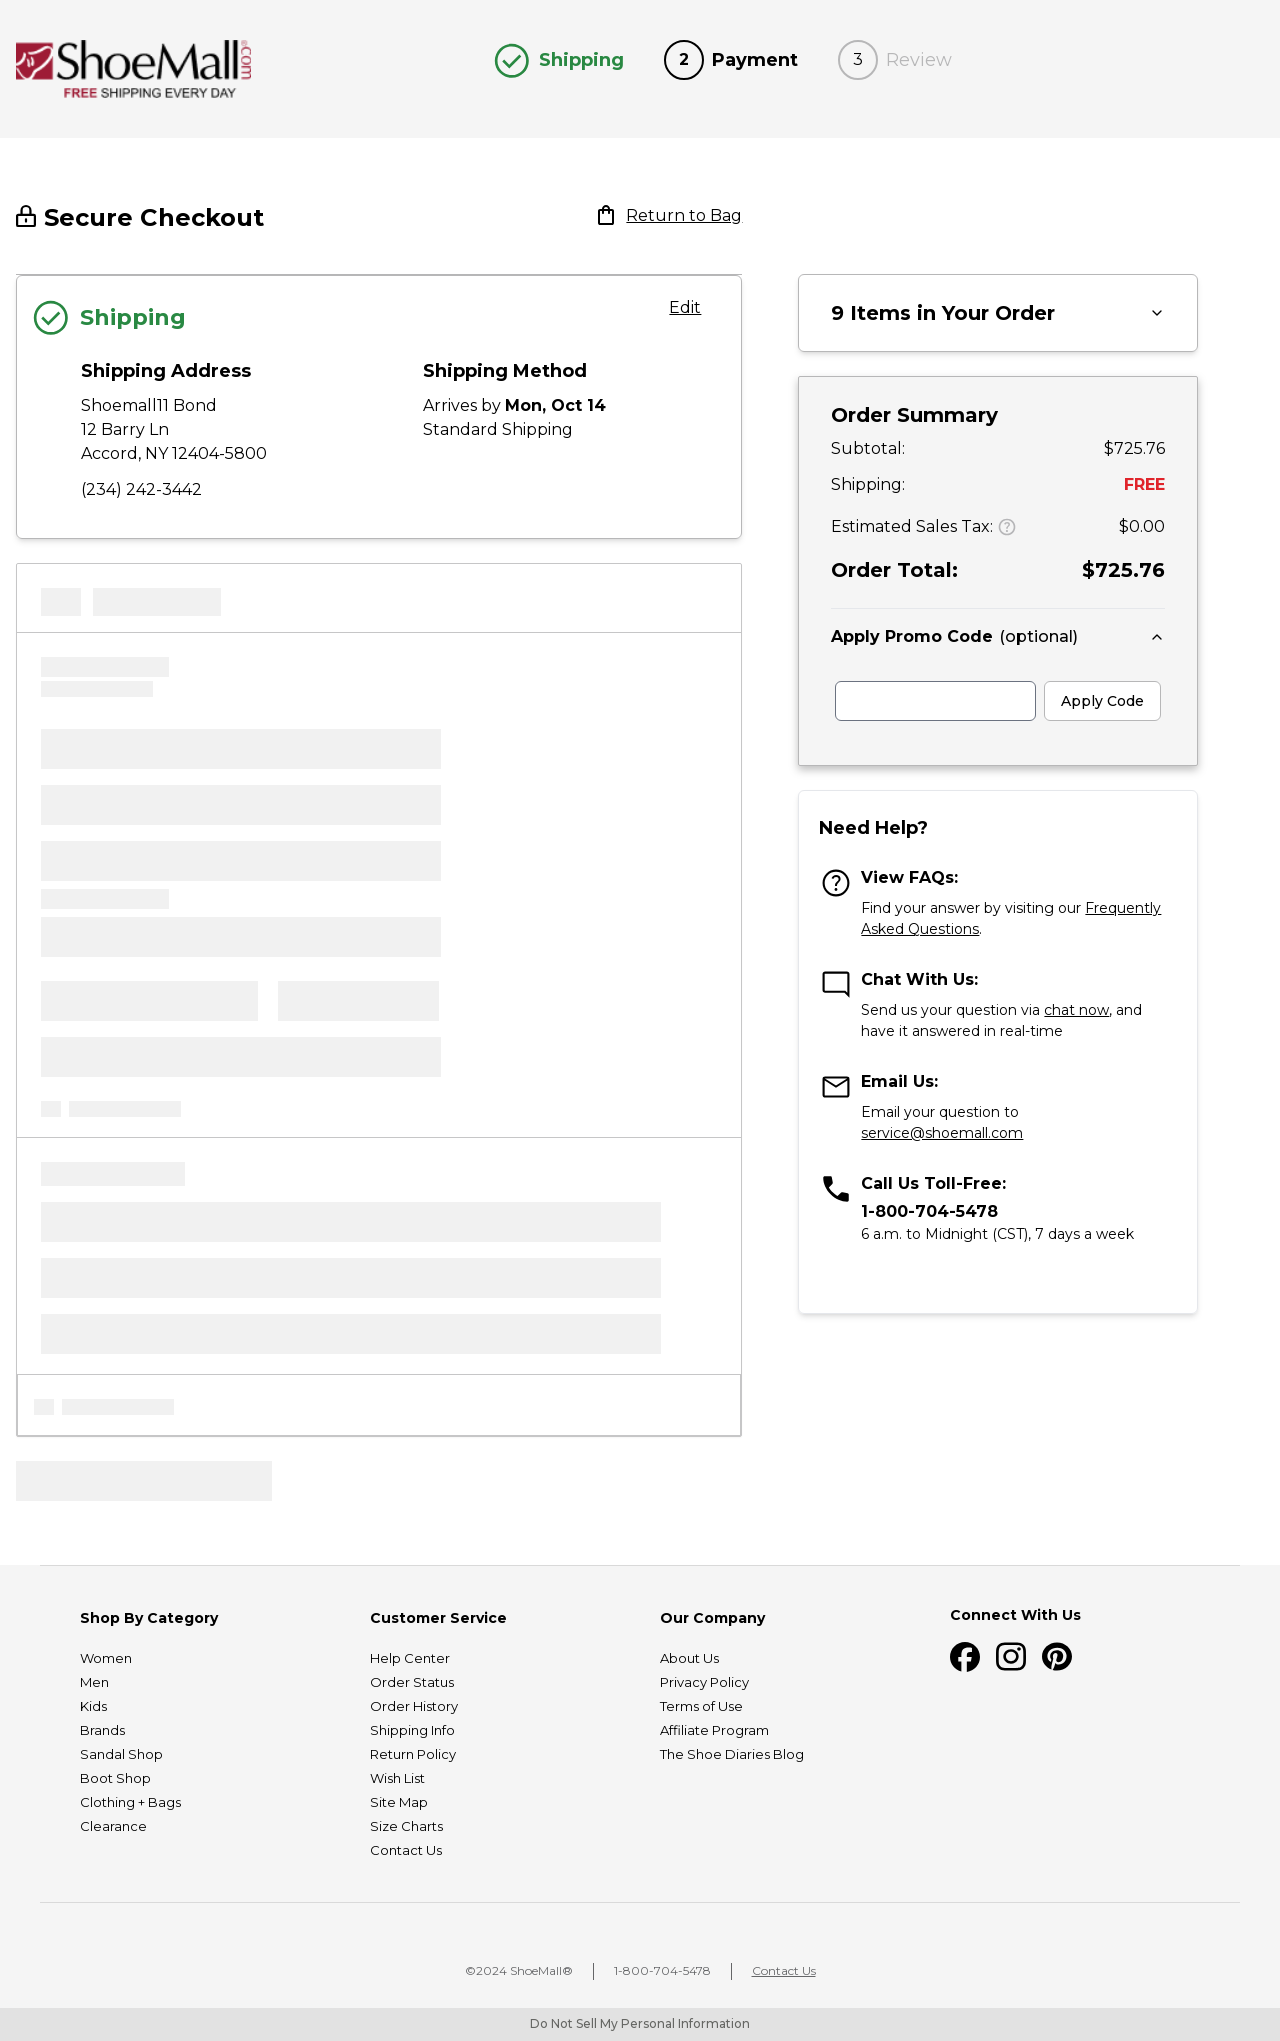 ShoeMall.com
FREE SHIPPING EVERY DAY
Shipping
2 Payment
3 Review
Secure Checkout
Return to Bag
Shipping
Edit
Shipping Address
Shoemall11 Bond
12 Barry Ln
Accord, NY 12404-5800
(234) 242-3442
Shipping Method
Arrives by Mon, Oct 14
Standard Shipping
9 Items in Your Order
Order Summary
Subtotal: $725.76
Shipping: FREE
Estimated Sales Tax: ? $0.00
Order Total: $725.76
Apply Promo Code (optional)
Apply Code
Need Help?
View FAQs:
Find your answer by visiting our Frequently
Asked Questions.
Chat With Us:
Send us your question via chat now, and
have it answered in real-time
Email Us:
Email your question to
service@shoemall.com
Call Us Toll-Free:
1-800-704-5478
6 a.m. to Midnight (CST), 7 days a week
Shop By Category
Women
Men
Kids
Brands
Sandal Shop
Boot Shop
Clothing + Bags
Clearance
Customer Service
Help Center
Order Status
Order History
Shipping Info
Return Policy
Wish List
Site Map
Size Charts
Contact Us
Our Company
About Us
Privacy Policy
Terms of Use
Affiliate Program
The Shoe Diaries Blog
Connect With Us
©2024 ShoeMall®
1-800-704-5478
Contact Us
Do Not Sell My Personal Information